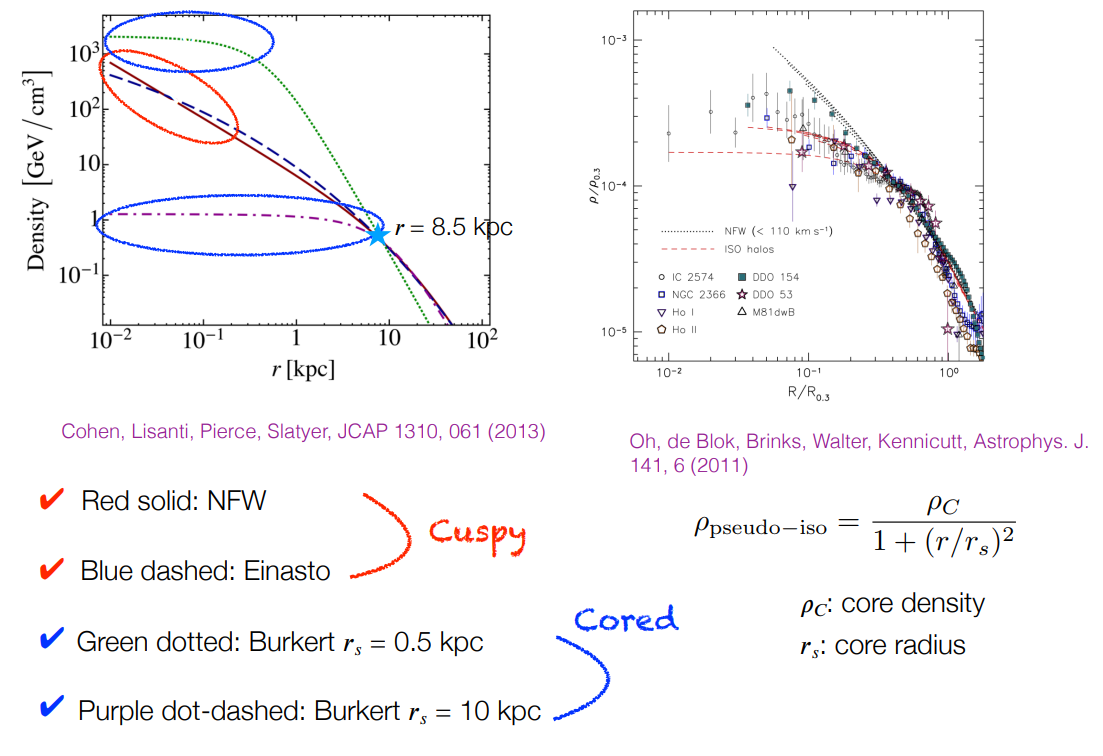 10³
10²
10
1
10⁻¹
Density [GeV/cm³]
r = 8.5 kpc
10⁻²
10⁻¹
1
10
10²
r [kpc]
10⁻³
10⁻⁴
10⁻⁵
ρ/ρ₀.₃
NFW (< 110 km s⁻¹)
ISO halos
IC 2574
DDO 154
NGC 2366
DDO 53
Ho I
M81dwB
Ho II
10⁻²
10⁻¹
10⁰
R/R₀.₃
Cohen, Lisanti, Pierce, Slatyer, JCAP 1310, 061 (2013)
Oh, de Blok, Brinks, Walter, Kennicutt, Astrophys. J.
141, 6 (2011)
✔ Red solid: NFW
Cuspy
✔ Blue dashed: Einasto
✔ Green dotted: Burkert rₛ = 0.5 kpc
Cored
✔ Purple dot-dashed: Burkert rₛ = 10 kpc
ρpseudo−iso = ρC / 1 + (r/rₛ)²
ρC: core density
rₛ: core radius